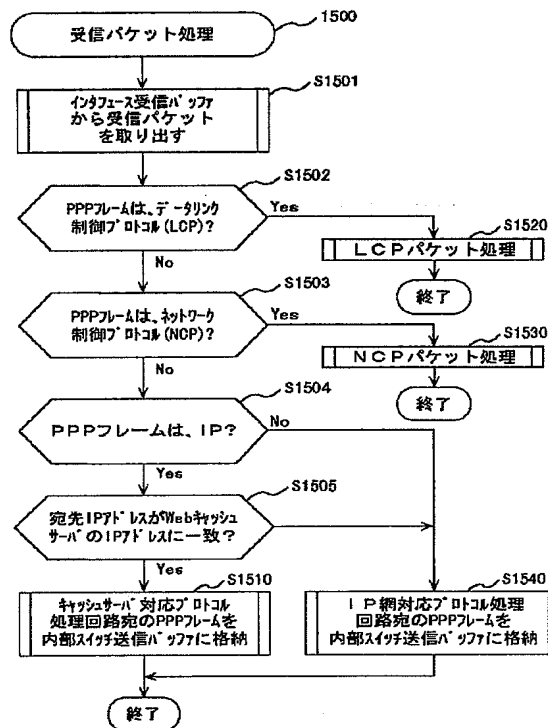 受信パケット処理
1500
インタフェース受信バッファ
から受信パケット
を取り出す
S1501
PPPフレームは、データリンク
制御プロトコル(LCP)?
S1502
Yes
No
LCPパケット処理
S1520
終了
PPPフレームは、ネットワーク
制御プロトコル(NCP)?
S1503
Yes
No
NCPパケット処理
S1530
終了
PPPフレームは、IP?
S1504
No
Yes
宛先IPアドレスがWebキャッシュ
サーバのIPアドレスに一致?
S1505
Yes
キャッシュサーバ対応プロトコル
処理回路宛のPPPフレームを
内部スイッチ送信バッファに格納
S1510
IP網対応プロトコル処理
回路宛のPPPフレームを
内部スイッチ送信バッファに格納
S1540
終了